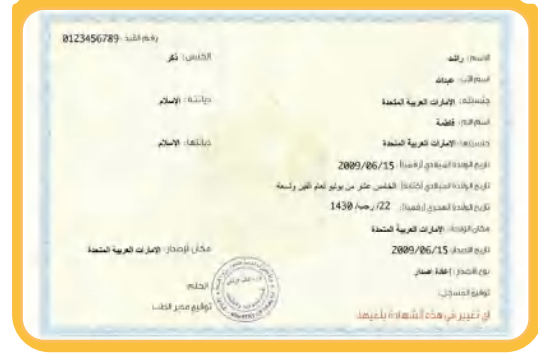 رقم القيد: 0123456789
الاسم: راشد الجنس: ذكر
اسم الأب: عبدالله
جنسيته: الإمارات العربية المتحدة ديانته: الإسلام
اسم الأم: فاطمة
جنسيتها: الإمارات العربية المتحدة ديانتها: الإسلام
تاريخ الولادة الميلادي (رقميا): 2009/06/15
تاريخ الولادة الميلادي (كتابة): الخامس عشر من يوليو لعام ألفين وتسعة
تاريخ الولادة الهجري (رقميا): 22/ رجب/ 1430
مكان الولادة: الإمارات العربية المتحدة
تاريخ الإصدار: 2009/06/15 مكان الإصدار: الإمارات العربية المتحدة
نوع الإصدار: إعادة اصدار
توقيع المسجل: الختم
توقيع مدير الطب
أي تغيير في هذه الشهادة يلغيها.